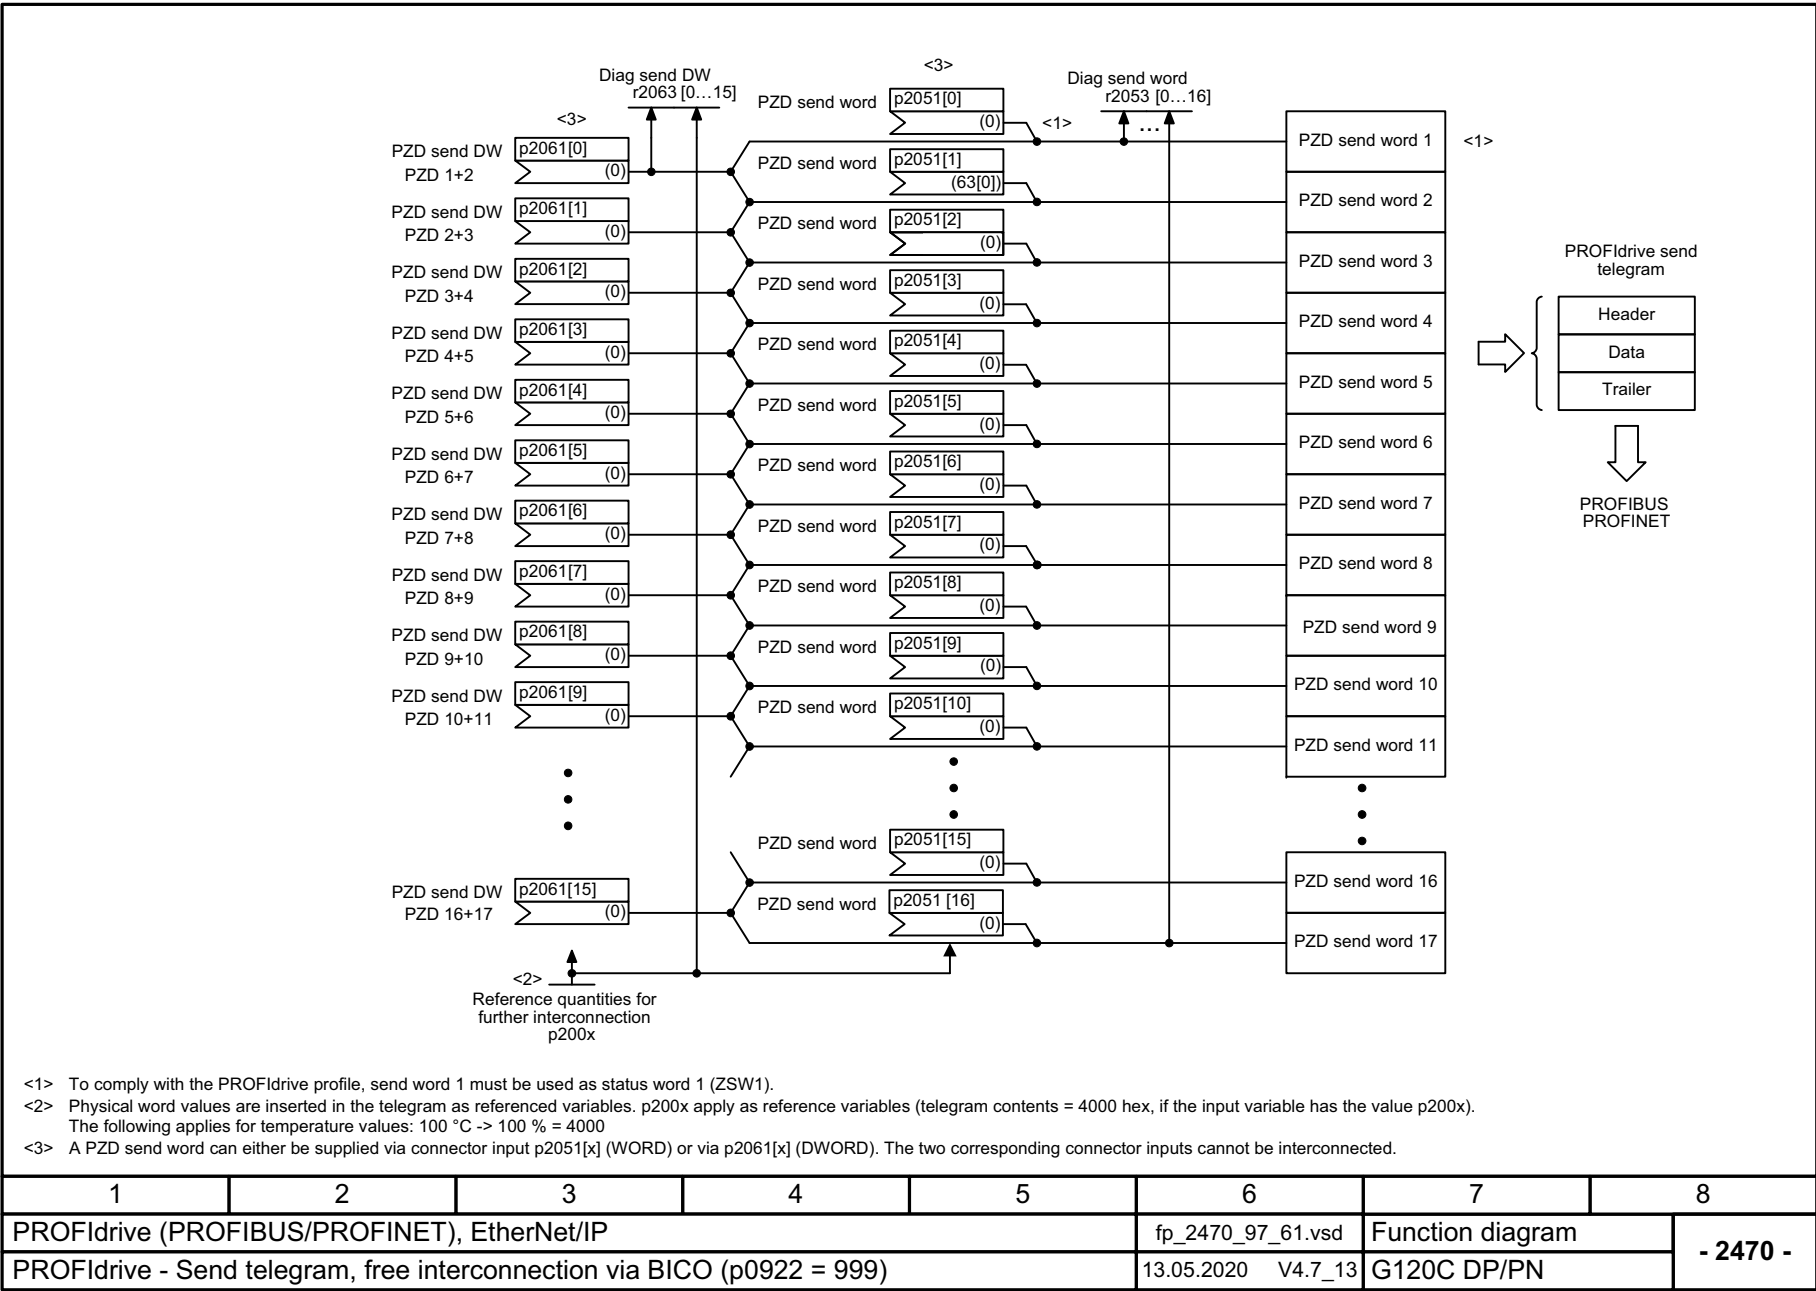 <3>
Diag send DW
r2063 [0…15]
<3>
PZD send word
p2051[0]
(0)
<1>
Diag send word
r2053 [0…16]
...
PZD send word 1
<1>
PZD send DW
PZD 1+2
p2061[0]
(0)
PZD send word
p2051[1]
(63[0])
PZD send word 2
PZD send DW
PZD 2+3
p2061[1]
(0)
PZD send word
p2051[2]
(0)
PZD send word 3
PZD send DW
PZD 3+4
p2061[2]
(0)
PZD send word
p2051[3]
(0)
PZD send word 4
PZD send DW
PZD 4+5
p2061[3]
(0)
PZD send word
p2051[4]
(0)
PZD send word 5
PZD send DW
PZD 5+6
p2061[4]
(0)
PZD send word
p2051[5]
(0)
PZD send word 6
PZD send DW
PZD 6+7
p2061[5]
(0)
PZD send word
p2051[6]
(0)
PZD send word 7
PZD send DW
PZD 7+8
p2061[6]
(0)
PZD send word
p2051[7]
(0)
PZD send word 8
PZD send DW
PZD 8+9
p2061[7]
(0)
PZD send word
p2051[8]
(0)
PZD send word 9
PZD send DW
PZD 9+10
p2061[8]
(0)
PZD send word
p2051[9]
(0)
PZD send word 10
PZD send DW
PZD 10+11
p2061[9]
(0)
PZD send word
p2051[10]
(0)
PZD send word 11
PZD send word
p2051[15]
(0)
PZD send word 16
PZD send DW
PZD 16+17
p2061[15]
(0)
PZD send word
p2051 [16]
(0)
PZD send word 17
PROFIdrive send
telegram
Header
Data
Trailer
PROFIBUS
PROFINET
<2>
Reference quantities for
further interconnection
p200x
<1> To comply with the PROFIdrive profile, send word 1 must be used as status word 1 (ZSW1).
<2> Physical word values are inserted in the telegram as referenced variables. p200x apply as reference variables (telegram contents = 4000 hex, if the input variable has the value p200x).
The following applies for temperature values: 100 °C -> 100 % = 4000
<3> A PZD send word can either be supplied via connector input p2051[x] (WORD) or via p2061[x] (DWORD). The two corresponding connector inputs cannot be interconnected.
1 2 3 4 5 6 7 8
PROFIdrive (PROFIBUS/PROFINET), EtherNet/IP
fp_2470_97_61.vsd
Function diagram
- 2470 -
PROFIdrive - Send telegram, free interconnection via BICO (p0922 = 999)
13.05.2020 V4.7_13
G120C DP/PN